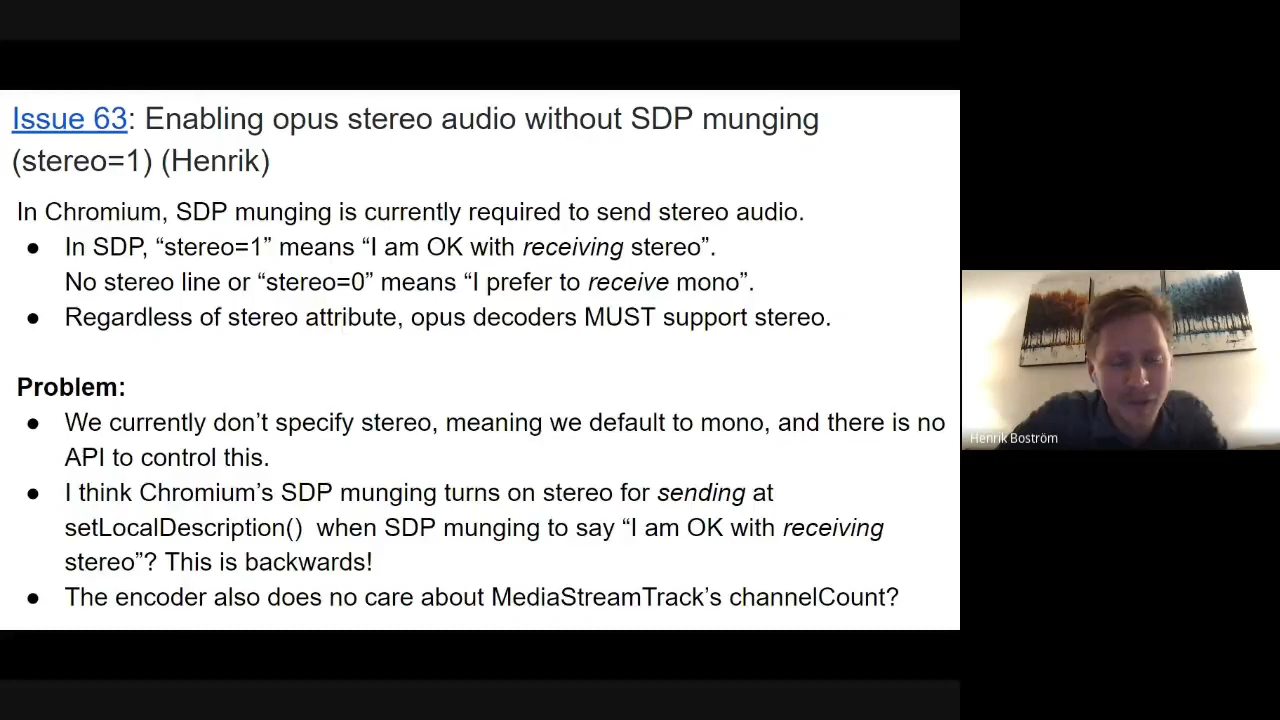 Issue 63: Enabling opus stereo audio without SDP munging
(stereo=1) (Henrik)
In Chromium, SDP munging is currently required to send stereo audio.
● In SDP, “stereo=1” means “I am OK with receiving stereo”.
No stereo line or “stereo=0” means “I prefer to receive mono”.
● Regardless of stereo attribute, opus decoders MUST support stereo.
Problem:
● We currently don’t specify stereo, meaning we default to mono, and there is no
API to control this.
● I think Chromium’s SDP munging turns on stereo for sending at
setLocalDescription() when SDP munging to say “I am OK with receiving
stereo”? This is backwards!
● The encoder also does no care about MediaStreamTrack’s channelCount?
Henrik Boström